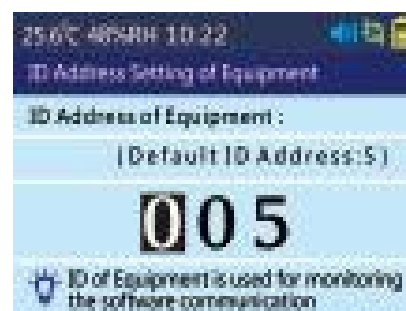 25.6℃ 48%RH 10:22
ID Address Setting of Equipment
ID Address of Equipment :
(Default ID Address:5)
005
ID of Equipment is used for monitoring
the software communication